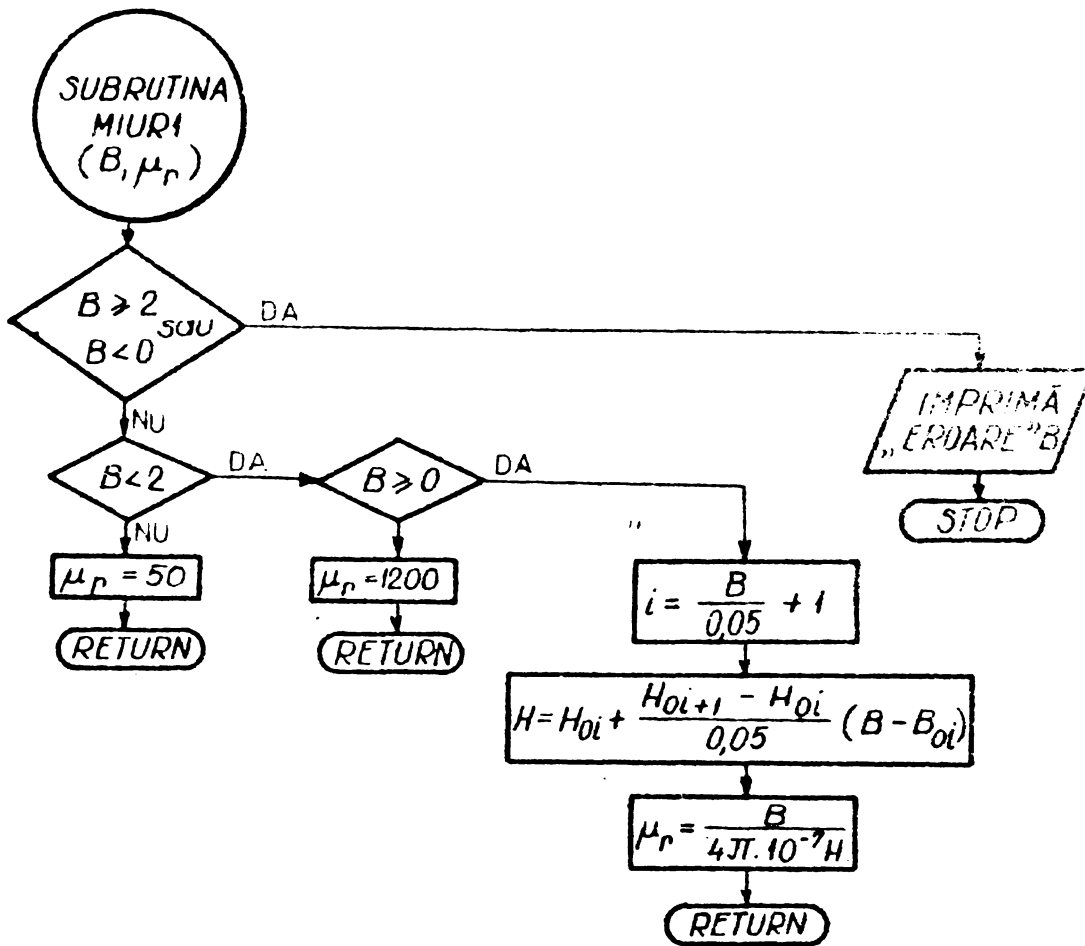 SUBRUTINA
MIUR1
(B, μr)
B ⩾ 2
sau
B < 0
DA
IMPRIMĂ
„EROARE” B
STOP
NU
B < 2
DA
B ⩾ 0
DA
NU
μr = 50
RETURN
μr = 1200
RETURN
i = B / 0,05 + 1
H = H0i + (H0i+1 - H0i) / 0,05 (B - B0i)
μr = B / 4π.10⁻⁷H
RETURN